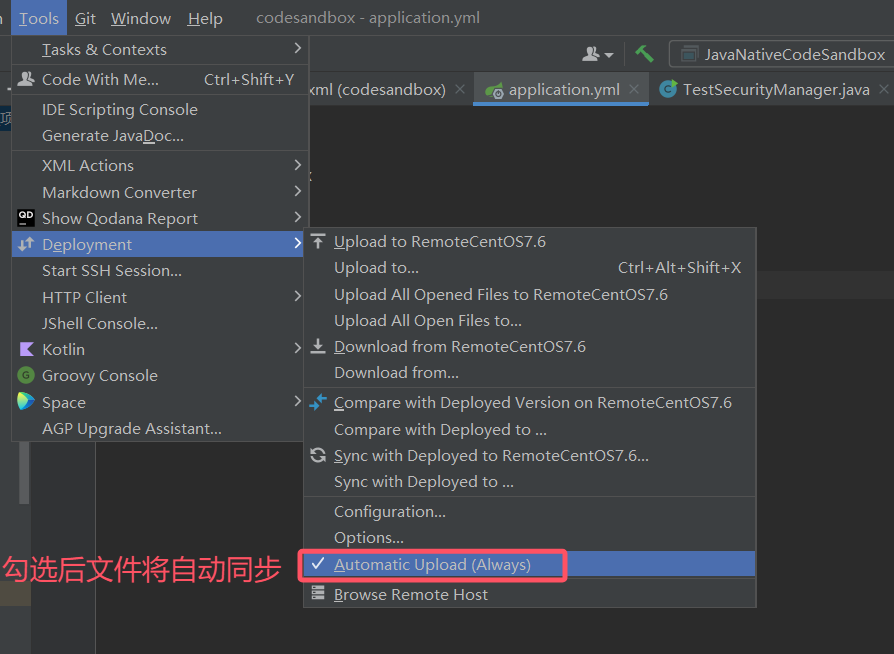 Tools Git Window Help codesandbox - application.yml
JavaNativeCodeSandbox
xml (codesandbox) application.yml TestSecurityManager.java
项
Tasks & Contexts
Code With Me... Ctrl+Shift+Y
IDE Scripting Console
Generate JavaDoc...
XML Actions
Markdown Converter
QD Show Qodana Report
Deployment
Start SSH Session...
HTTP Client
JShell Console...
Kotlin
G Groovy Console
Space
AGP Upgrade Assistant...
Upload to RemoteCentOS7.6
Upload to... Ctrl+Alt+Shift+X
Upload All Opened Files to RemoteCentOS7.6
Upload All Open Files to...
Download from RemoteCentOS7.6
Download from...
Compare with Deployed Version on RemoteCentOS7.6
Compare with Deployed to ...
Sync with Deployed to RemoteCentOS7.6...
Sync with Deployed to ...
Configuration...
Options...
勾选后文件将自动同步 Automatic Upload (Always)
Browse Remote Host